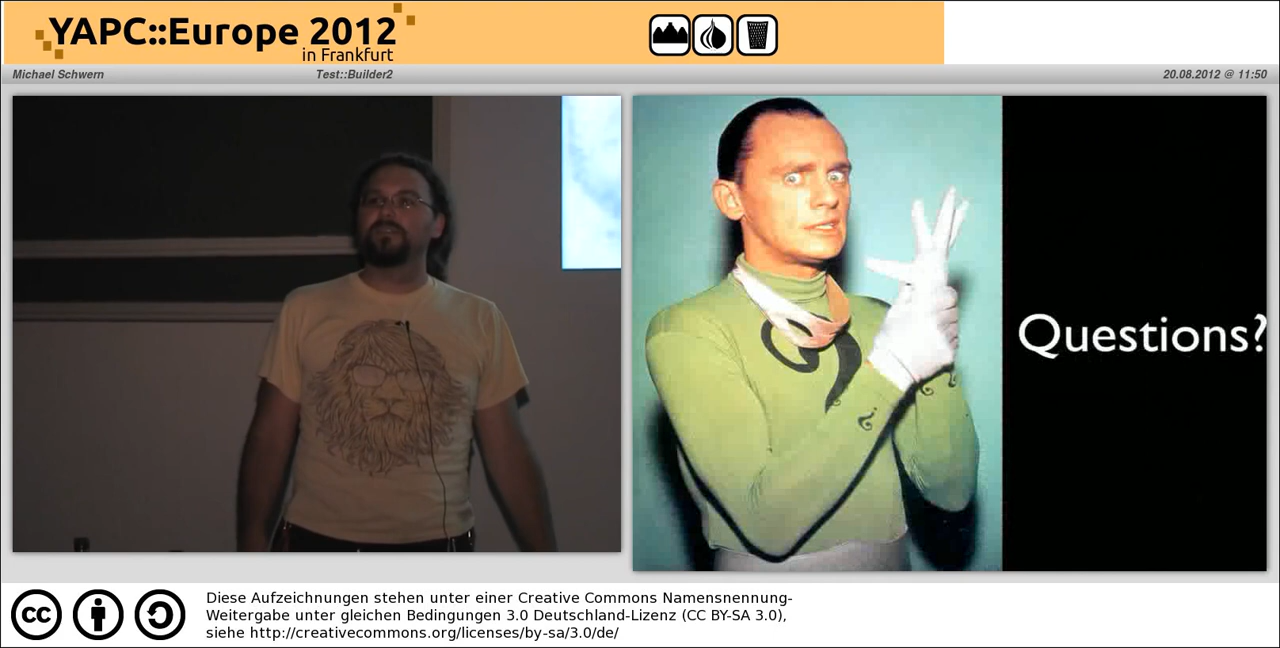 YAPC::Europe 2012
in Frankfurt
Michael Schwern Test::Builder2 20.08.2012 @ 11:50
Questions?
cc
Diese Aufzeichnungen stehen unter einer Creative Commons Namensnennung-
Weitergabe unter gleichen Bedingungen 3.0 Deutschland-Lizenz (CC BY-SA 3.0),
siehe http://creativecommons.org/licenses/by-sa/3.0/de/